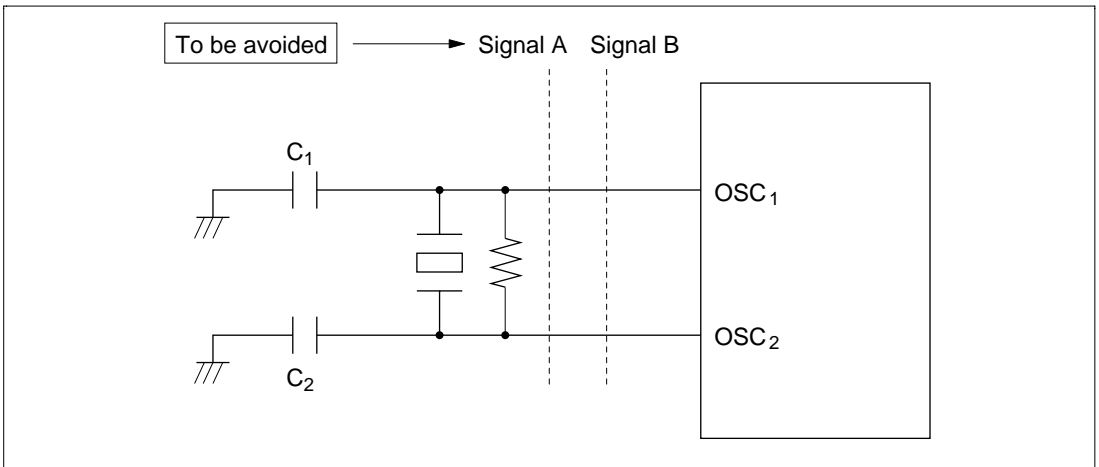 To be avoided Signal A Signal B
C₁
OSC₁
OSC₂
C₂